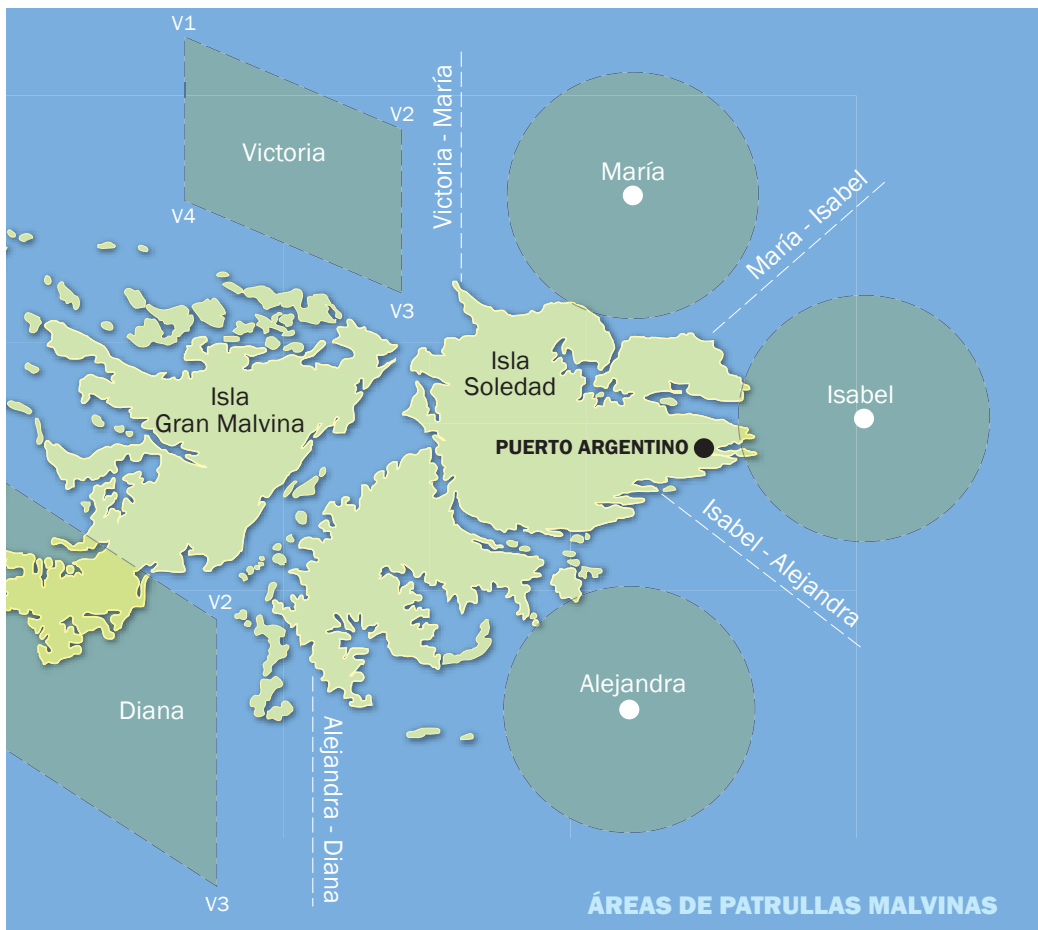 V1
V2
Victoria
V4
V3
Victoria - María
María
María - Isabel
Isla
Gran Malvina
Isla
Soledad
PUERTO ARGENTINO
Isabel
Isabel - Alejandra
V2
Diana
V3
Alejandra - Diana
Alejandra
ÁREAS DE PATRULLAS MALVINAS